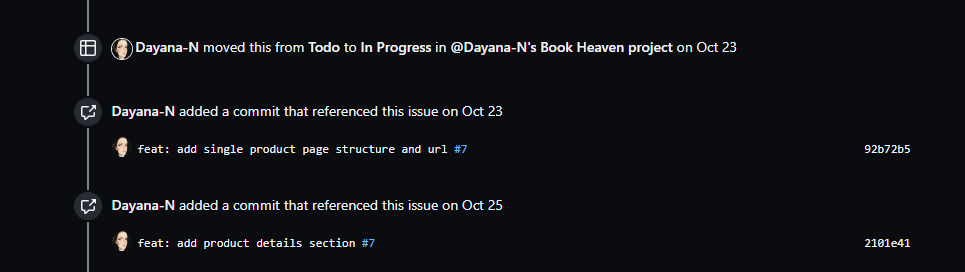 Dayana-N moved this from Todo to In Progress in @Dayana-N's Book Heaven project on Oct 23
Dayana-N added a commit that referenced this issue on Oct 23
feat: add single product page structure and url #7 92b72b5
Dayana-N added a commit that referenced this issue on Oct 25
feat: add product details section #7 2101e41